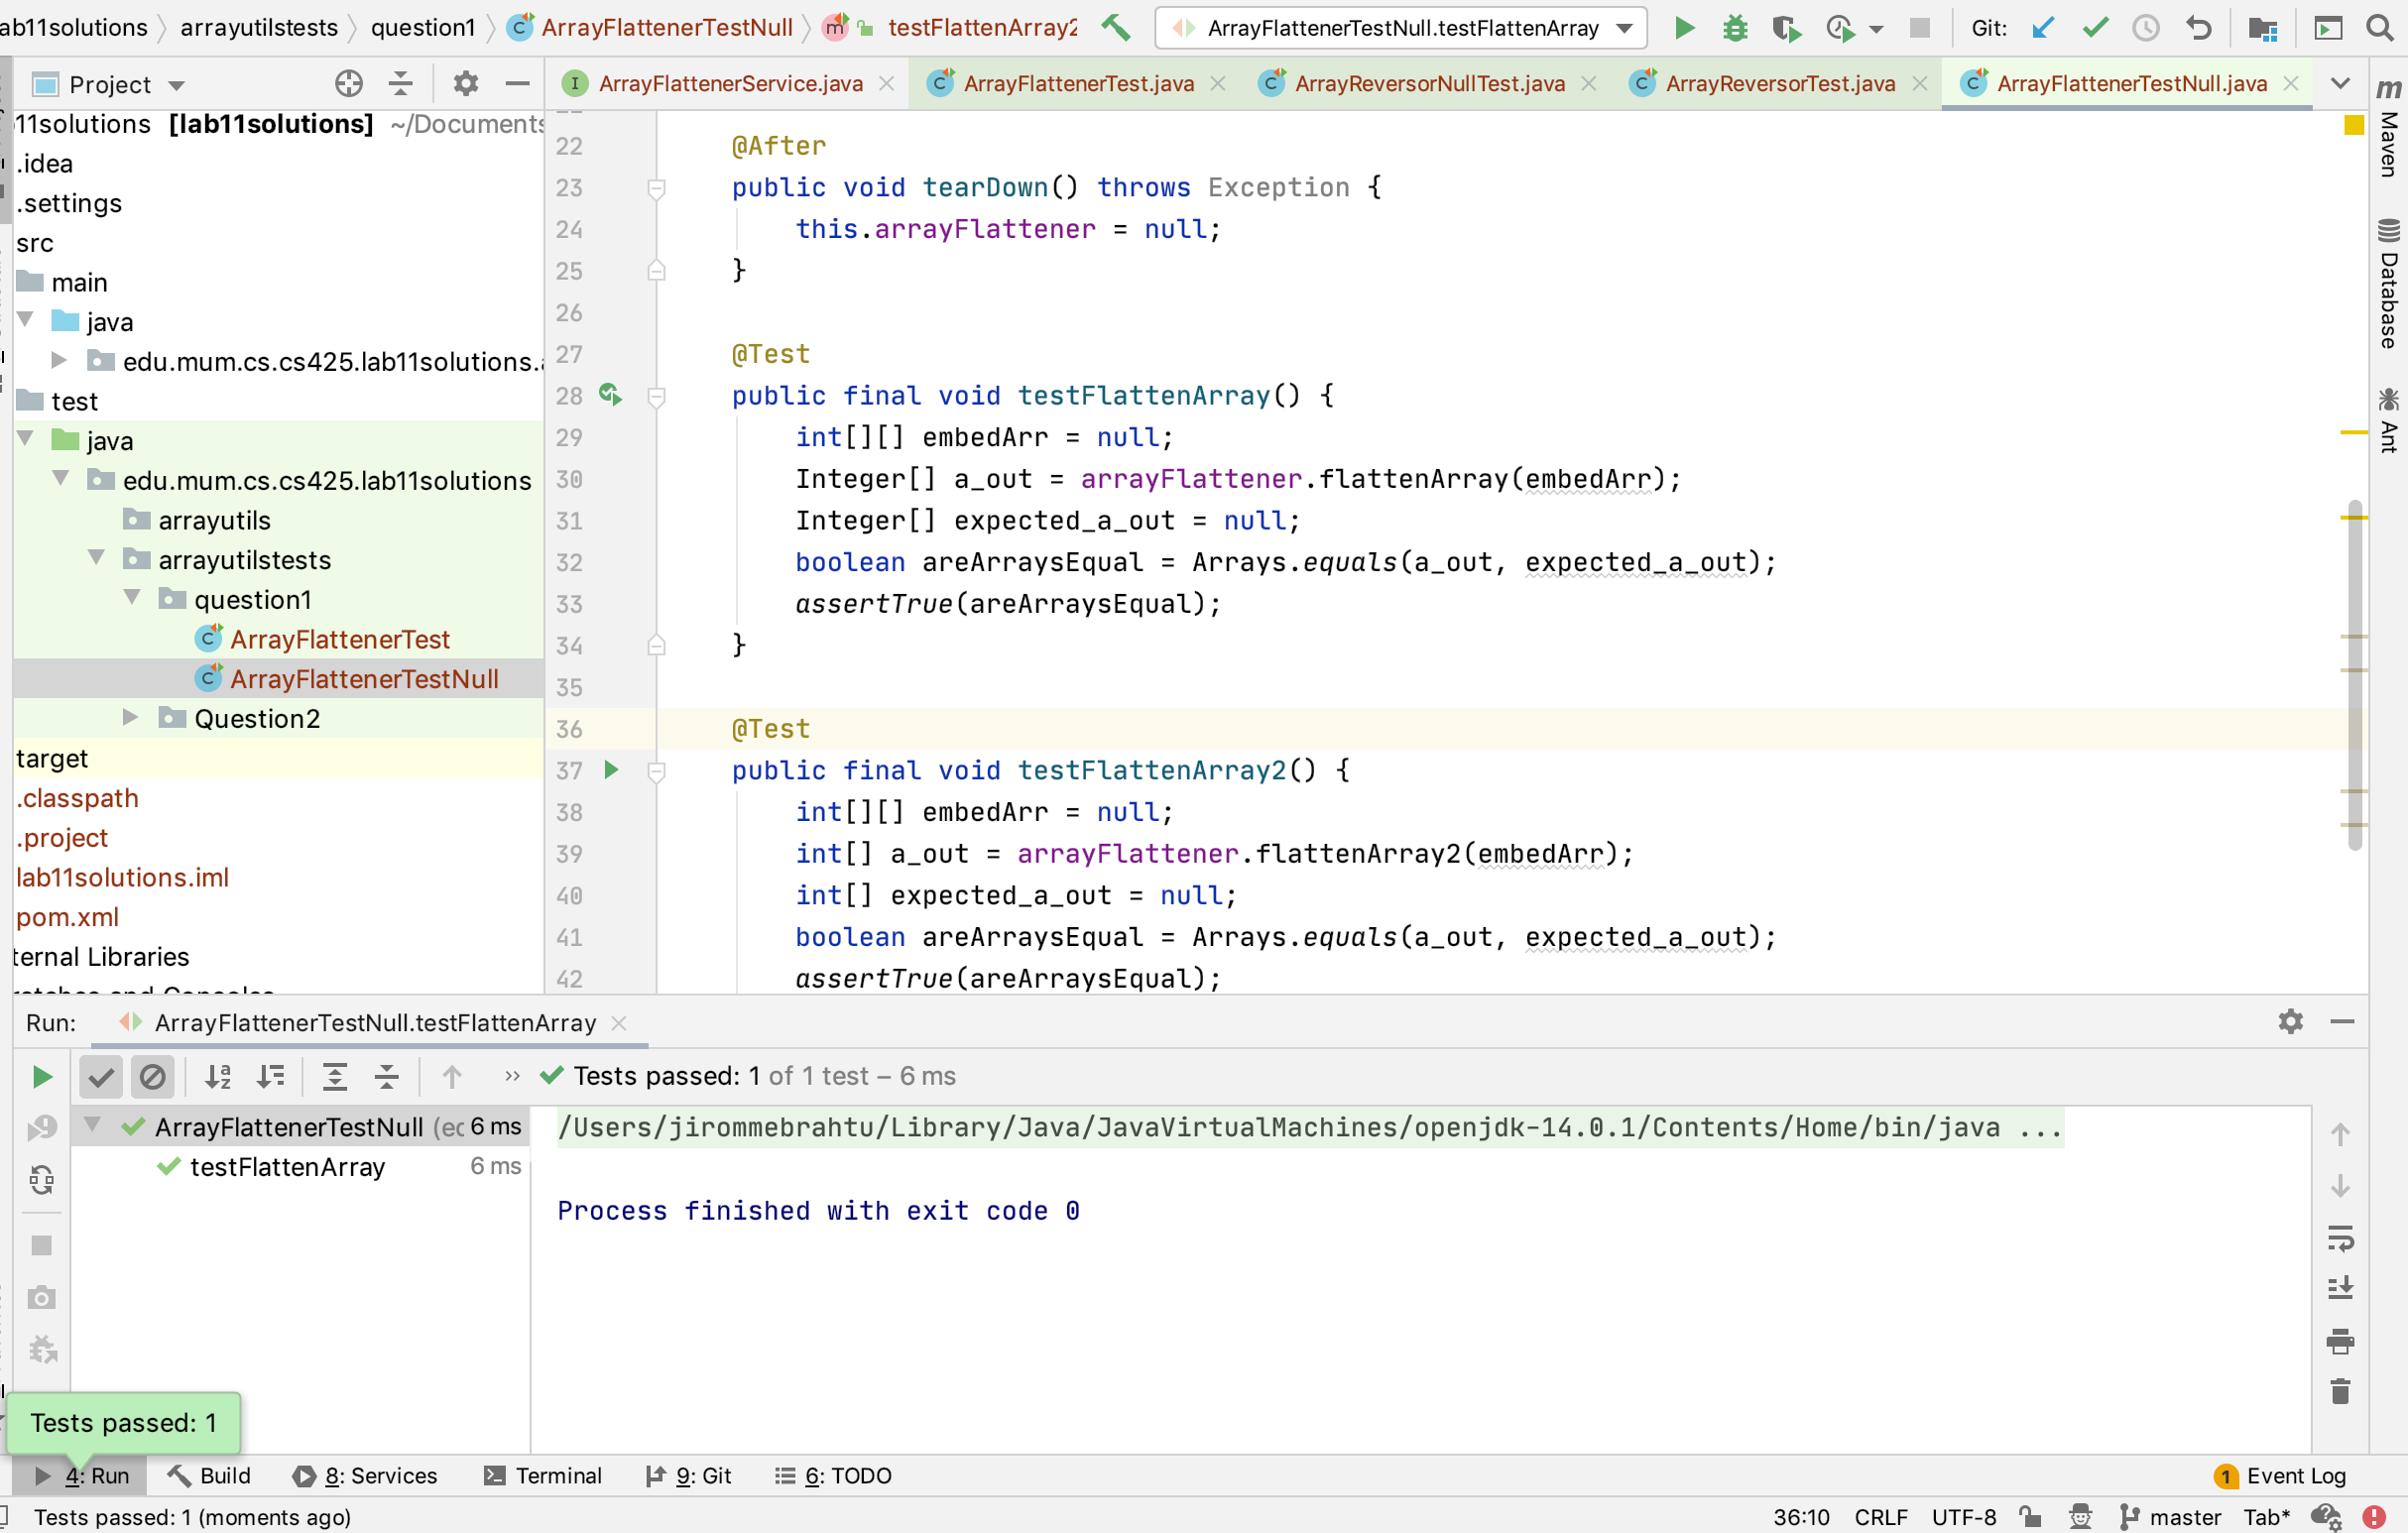 ab11solutions arrayutilstests question1 ArrayFlattenerTestNull m testFlattenArray2 ArrayFlattenerTestNull.testFlattenArray Git:
Project
ArrayFlattenerService.java ArrayFlattenerTest.java ArrayReversorNullTest.java ArrayReversorTest.java ArrayFlattenerTestNull.java
11solutions [lab11solutions] ~/Documents
.idea
.settings
src
main
java
edu.mum.cs.cs425.lab11solutions.
test
java
edu.mum.cs.cs425.lab11solutions
arrayutils
arrayutilstests
question1
ArrayFlattenerTest
ArrayFlattenerTestNull
Question2
target
.classpath
.project
lab11solutions.iml
pom.xml
ternal Libraries
22 @After
23 public void tearDown() throws Exception {
24 this.arrayFlattener = null;
25 }
26
27 @Test
28 public final void testFlattenArray() {
29 int[][] embedArr = null;
30 Integer[] a_out = arrayFlattener.flattenArray(embedArr);
31 Integer[] expected_a_out = null;
32 boolean areArraysEqual = Arrays.equals(a_out, expected_a_out);
33 assertTrue(areArraysEqual);
34 }
35
36 @Test
37 public final void testFlattenArray2() {
38 int[][] embedArr = null;
39 int[] a_out = arrayFlattener.flattenArray2(embedArr);
40 int[] expected_a_out = null;
41 boolean areArraysEqual = Arrays.equals(a_out, expected_a_out);
42 assertTrue(areArraysEqual);
m Maven
Database
Ant
Run: ArrayFlattenerTestNull.testFlattenArray
Tests passed: 1 of 1 test – 6 ms
ArrayFlattenerTestNull (ec 6 ms
testFlattenArray 6 ms
/Users/jirommebrahtu/Library/Java/JavaVirtualMachines/openjdk-14.0.1/Contents/Home/bin/java ...
Process finished with exit code 0
Tests passed: 1
4: Run Build 8: Services Terminal 9: Git 6: TODO 1 Event Log
Tests passed: 1 (moments ago) 36:10 CRLF UTF-8 master Tab*